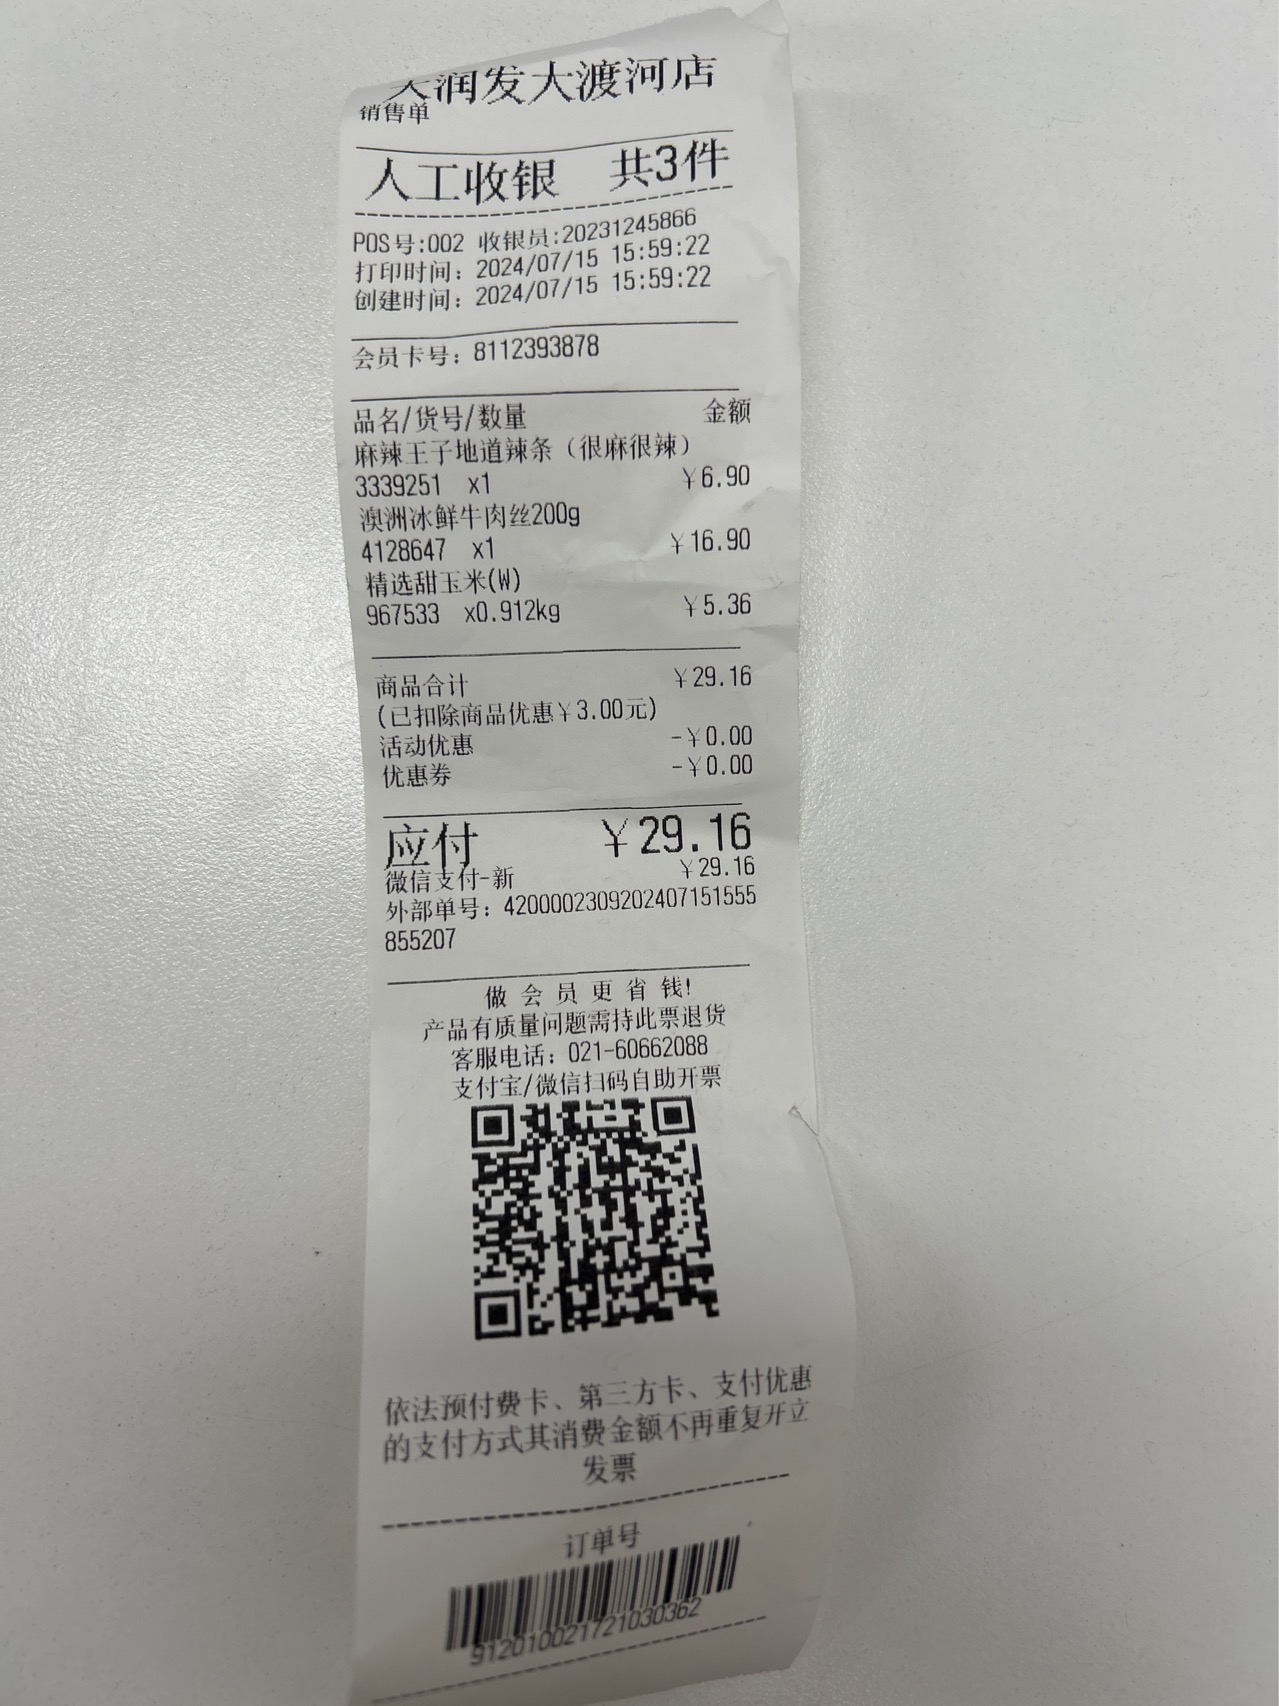 大润发大渡河店
销售单
人工收银 共3件
POS号:002 收银员:20231245866
打印时间：2024/07/15 15:59:22
创建时间：2024/07/15 15:59:22
会员卡号：8112393878
品名/货号/数量 金额
麻辣王子地道辣条（很麻很辣）
3339251 x1 ￥6.90
澳洲冰鲜牛肉丝200g
4128647 x1 ￥16.90
精选甜玉米(W)
967533 x0.912kg ￥5.36
商品合计 ￥29.16
(已扣除商品优惠￥3.00元)
活动优惠 -￥0.00
优惠券 -￥0.00
应付 ￥29.16
微信支付-新 ￥29.16
外部单号：4200002309202407151555
855207
做会员更省钱!
产品有质量问题需持此票退货
客服电话：021-60662088
支付宝/微信扫码自助开票
依法预付费卡、第三方卡、支付优惠
的支付方式其消费金额不再重复开立
发票
订单号
912010021721030362